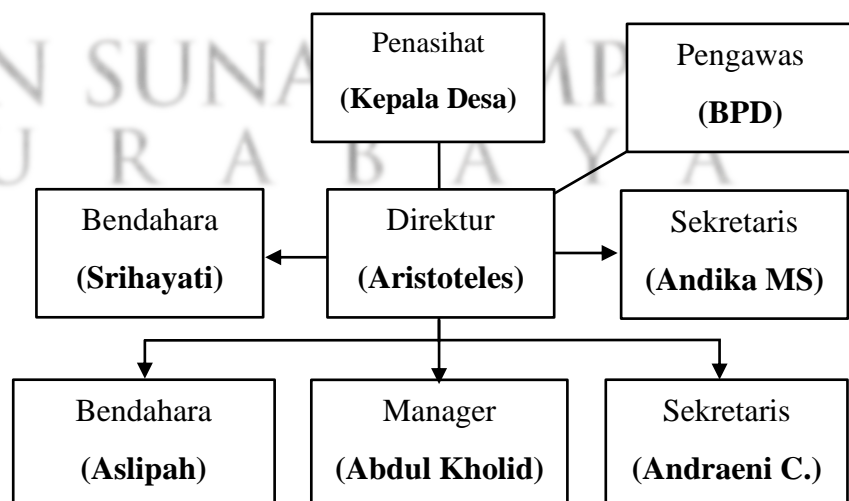 Penasihat
(Kepala Desa)
Pengawas
(BPD)
Bendahara
(Srihayati)
Direktur
(Aristoteles)
Sekretaris
(Andika MS)
Bendahara
(Aslipah)
Manager
(Abdul Kholid)
Sekretaris
(Andraeni C.)